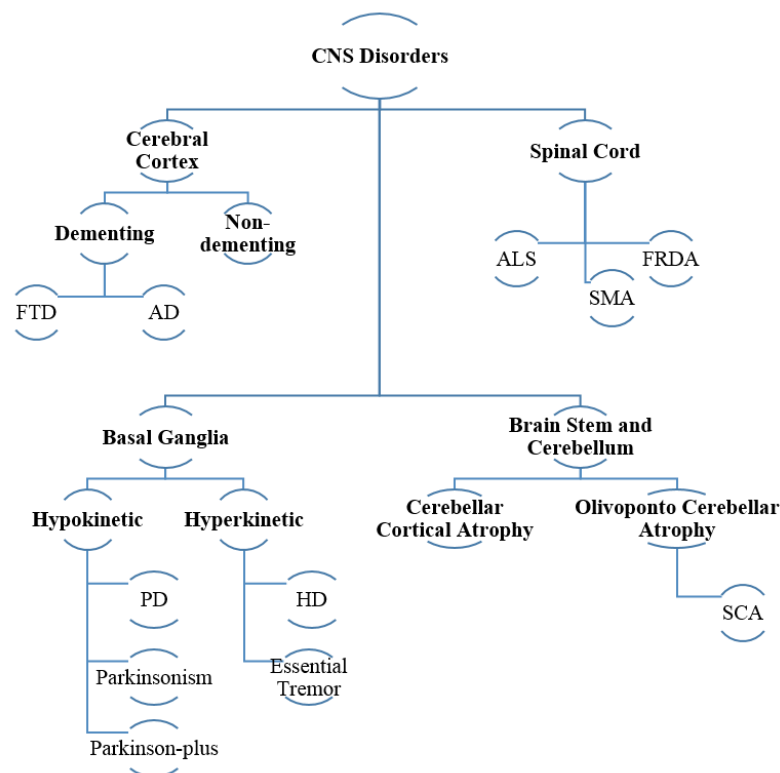 CNS Disorders
Cerebral
Cortex
Spinal Cord
Dementing
Non-
dementing
ALS
FRDA
SMA
FTD
AD
Basal Ganglia
Brain Stem and
Cerebellum
Hypokinetic
Hyperkinetic
Cerebellar
Cortical Atrophy
Olivoponto Cerebellar
Atrophy
PD
HD
SCA
Parkinsonism
Essential
Tremor
Parkinson-plus